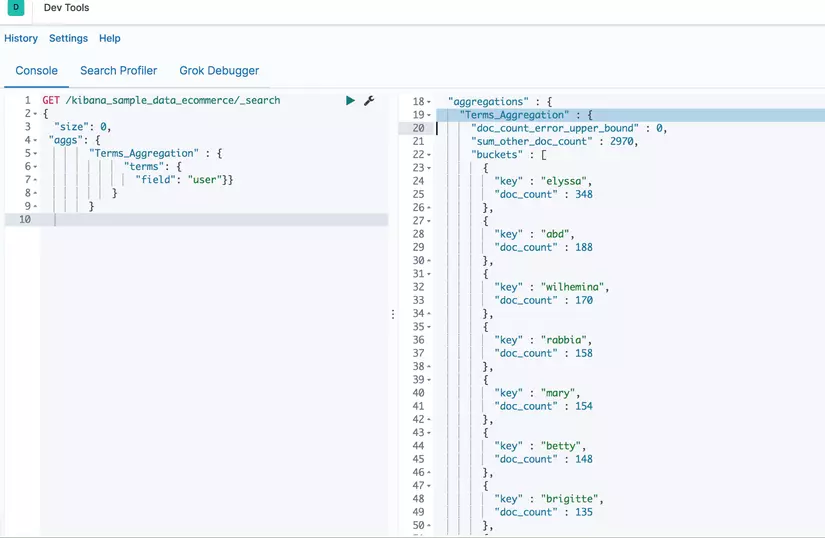 D Dev Tools
History Settings Help
Console Search Profiler Grok Debugger
1 GET /kibana_sample_data_ecommerce/_search
2 {
3 "size": 0,
4 "aggs": {
5 "Terms_Aggregation" : {
6 "terms": {
7 "field": "user"}}
8 }
9 }
10
18 "aggregations" : {
19 "Terms_Aggregation" : {
20 "doc_count_error_upper_bound" : 0,
21 "sum_other_doc_count" : 2970,
22 "buckets" : [
23 {
24 "key" : "elyssa",
25 "doc_count" : 348
26 },
27 {
28 "key" : "abd",
29 "doc_count" : 188
30 },
31 {
32 "key" : "wilhemina",
33 "doc_count" : 170
34 },
35 {
36 "key" : "rabbia",
37 "doc_count" : 158
38 },
39 {
40 "key" : "mary",
41 "doc_count" : 154
42 },
43 {
44 "key" : "betty",
45 "doc_count" : 148
46 },
47 {
48 "key" : "brigitte",
49 "doc_count" : 135
50 },